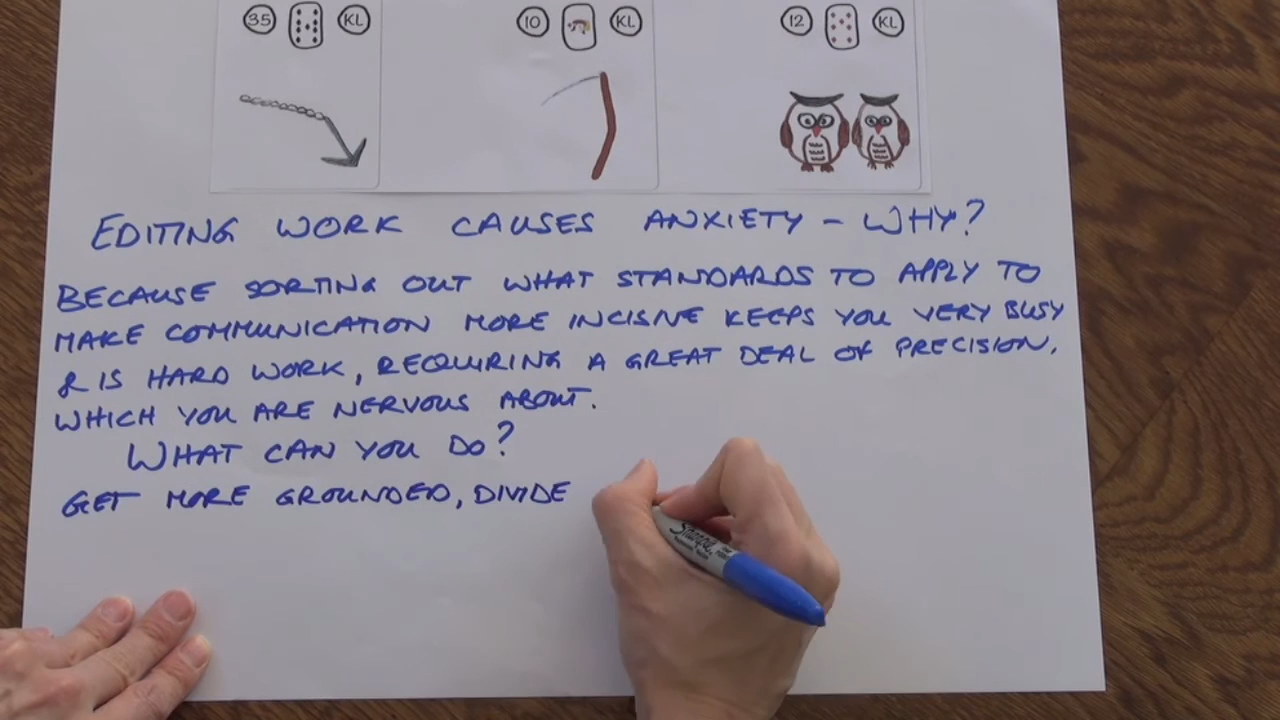 35 KL 10 KL 12 KL
EDITING WORK CAUSES ANXIETY – WHY?
BECAUSE SORTING OUT WHAT STANDARDS TO APPLY TO
MAKE COMMUNICATION MORE INCISIVE KEEPS YOU VERY BUSY
& IS HARD WORK, REQUIRING A GREAT DEAL OF PRECISION,
WHICH YOU ARE NERVOUS ABOUT.
WHAT CAN YOU DO?
GET MORE GROUNDED, DIVIDE
Sharpie